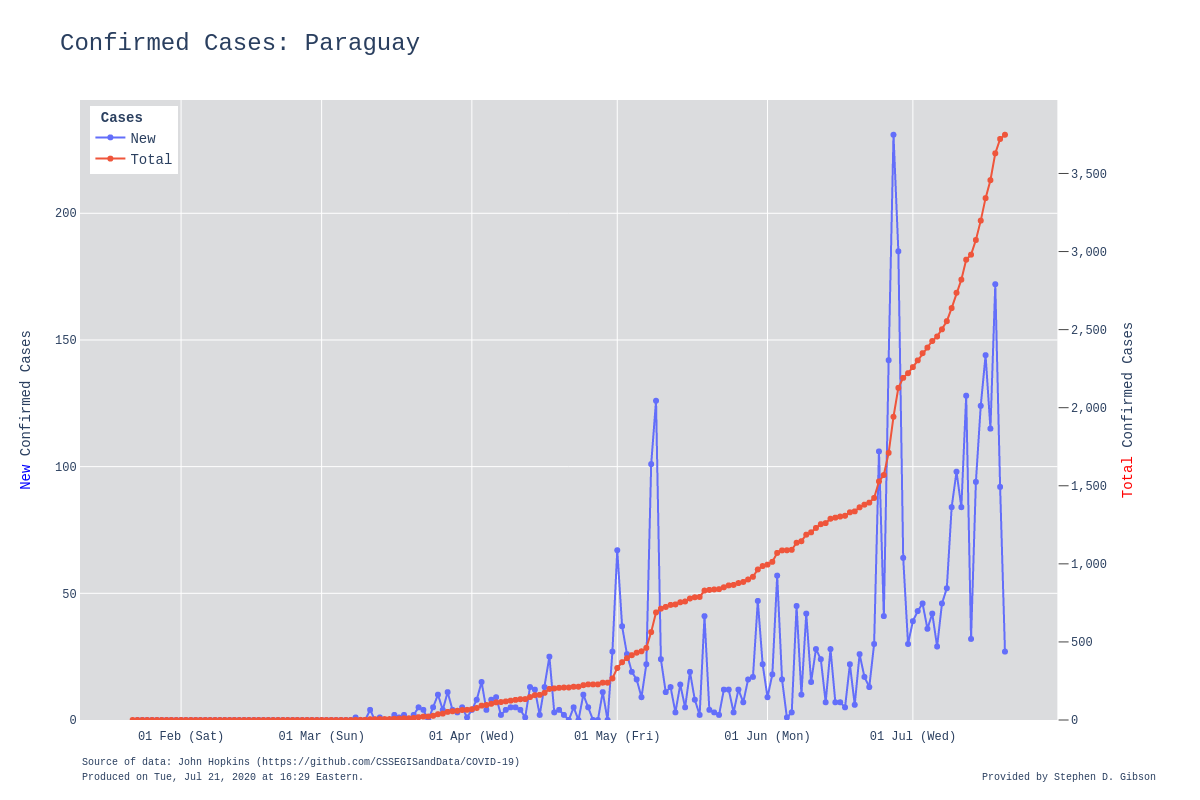 Confirmed Cases: Paraguay
Cases
New
Total
200
150
100
50
0
3,500
3,000
2,500
2,000
1,500
1,000
500
0
New Confirmed Cases
Total Confirmed Cases
01 Feb (Sat)
01 Mar (Sun)
01 Apr (Wed)
01 May (Fri)
01 Jun (Mon)
01 Jul (Wed)
Source of data: John Hopkins (https://github.com/CSSEGISandData/COVID-19)
Produced on Tue, Jul 21, 2020 at 16:29 Eastern.
Provided by Stephen D. Gibson